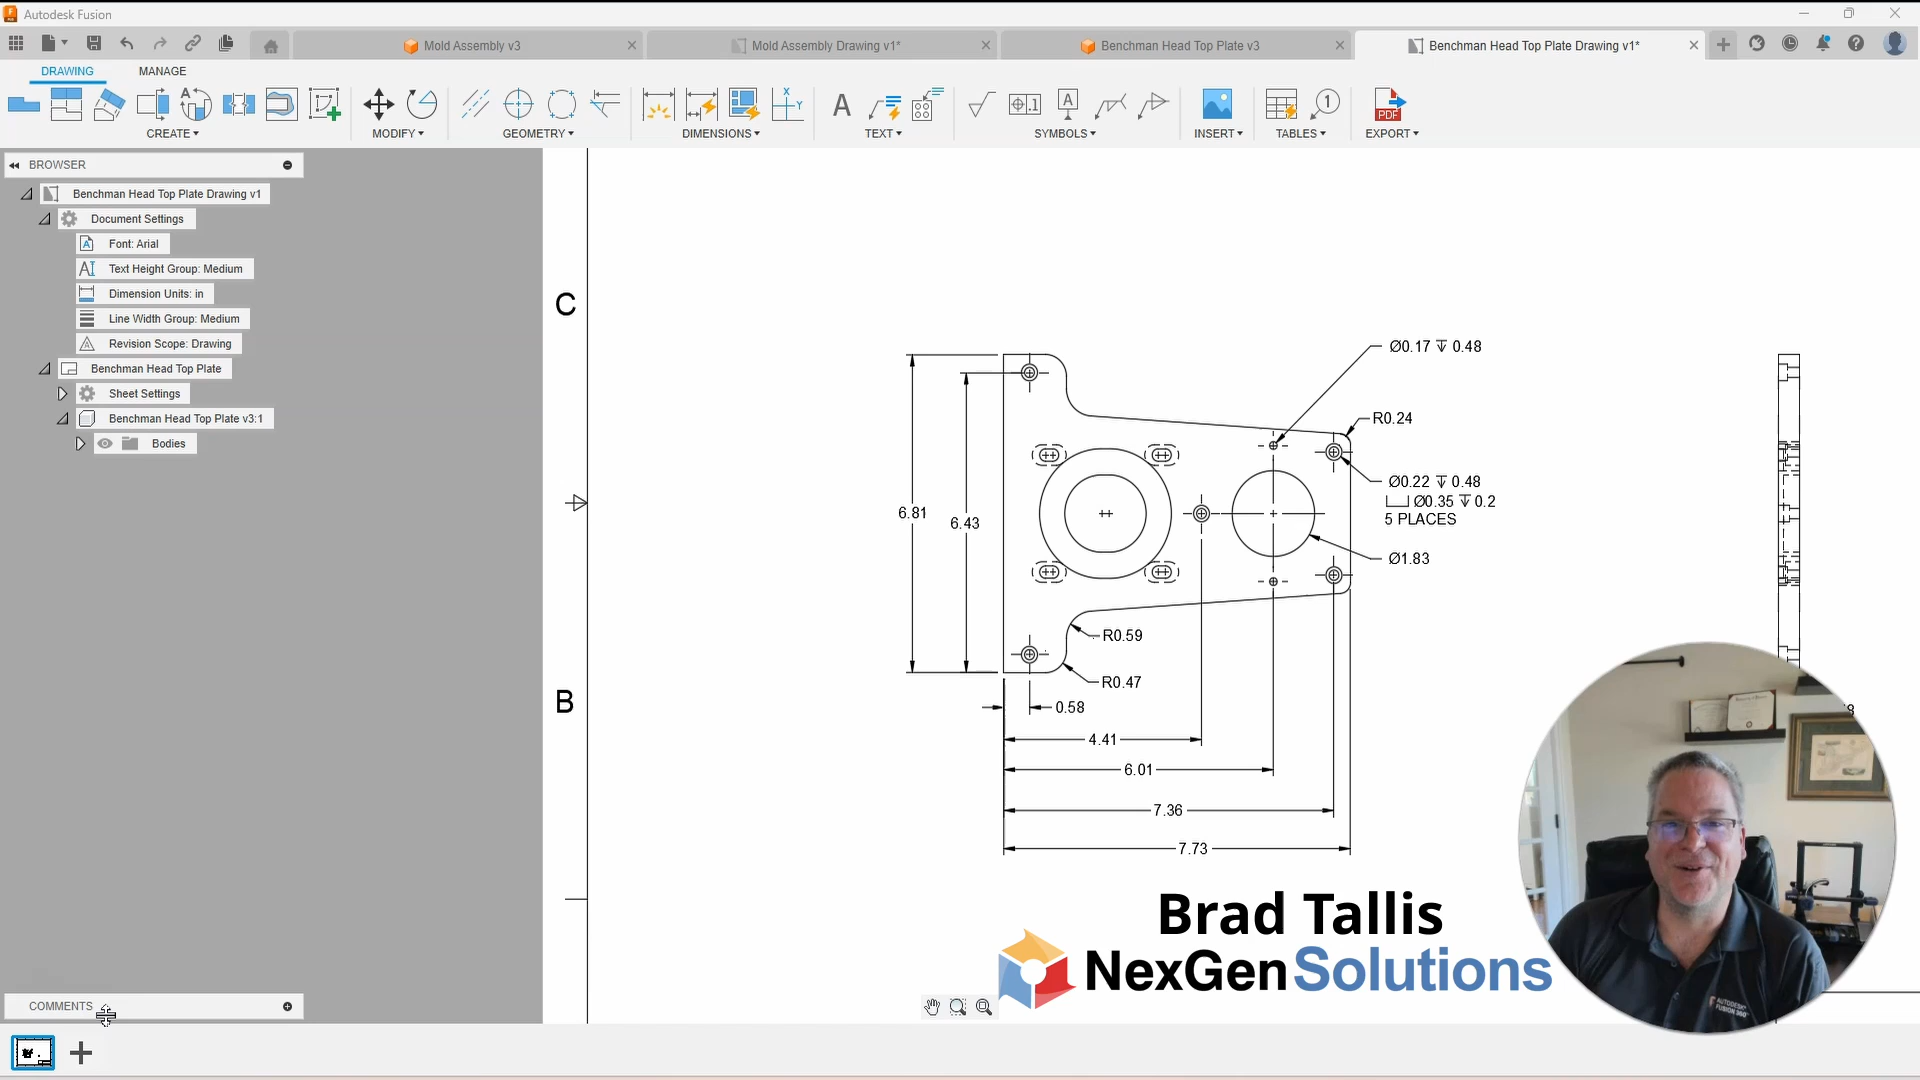 Autodesk Fusion
Mold Assembly v3
Mold Assembly Drawing v1*
Benchman Head Top Plate v3
Benchman Head Top Plate Drawing v1*
DRAWING
MANAGE
CREATE
MODIFY
GEOMETRY
DIMENSIONS
TEXT
SYMBOLS
INSERT
TABLES
EXPORT
PDF
BROWSER
Benchman Head Top Plate Drawing v1
Document Settings
Font: Arial
Text Height Group: Medium
Dimension Units: in
Line Width Group: Medium
Revision Scope: Drawing
Benchman Head Top Plate
Sheet Settings
Benchman Head Top Plate v3:1
Bodies
C
B
Ø0.17 ↧ 0.48
R0.24
Ø0.22 ↧ 0.48
⌴ Ø0.35 ↧ 0.2
5 PLACES
Ø1.83
6.81
6.43
R0.59
R0.47
0.58
4.41
6.01
7.36
7.73
Brad Tallis
NexGenSolutions
AUTODESK
FUSION 360
COMMENTS